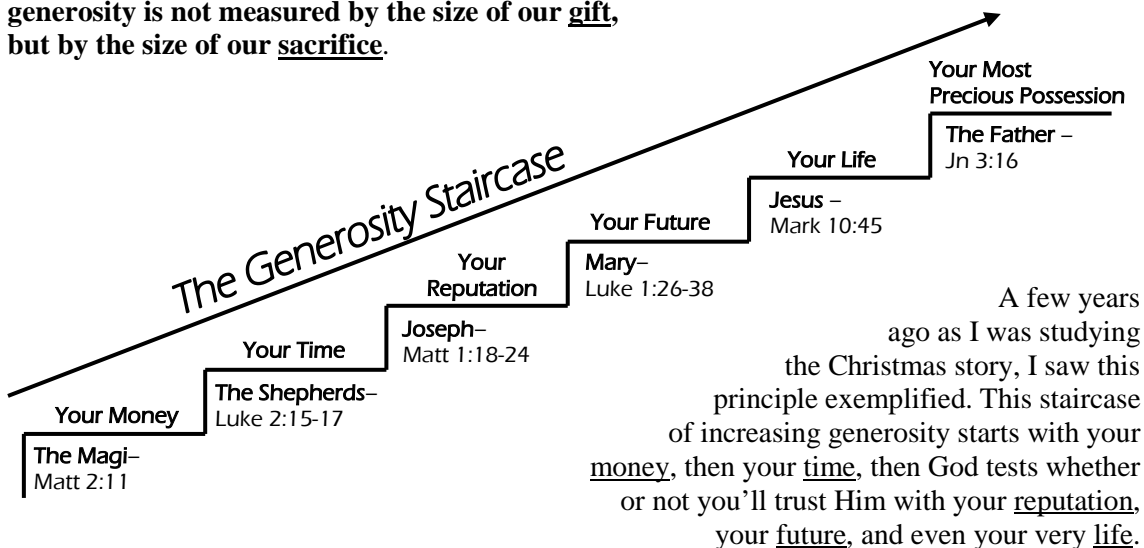 generosity is not measured by the size of our gift,
but by the size of our sacrifice.
The Generosity Staircase
Your Money
The Magi–
Matt 2:11
Your Time
The Shepherds–
Luke 2:15-17
Your
Reputation
Joseph–
Matt 1:18-24
Your Future
Mary–
Luke 1:26-38
Your Life
Jesus –
Mark 10:45
Your Most
Precious Possession
The Father –
Jn 3:16
A few years
ago as I was studying
the Christmas story, I saw this
principle exemplified. This staircase
of increasing generosity starts with your
money, then your time, then God tests whether
or not you’ll trust Him with your reputation,
your future, and even your very life.